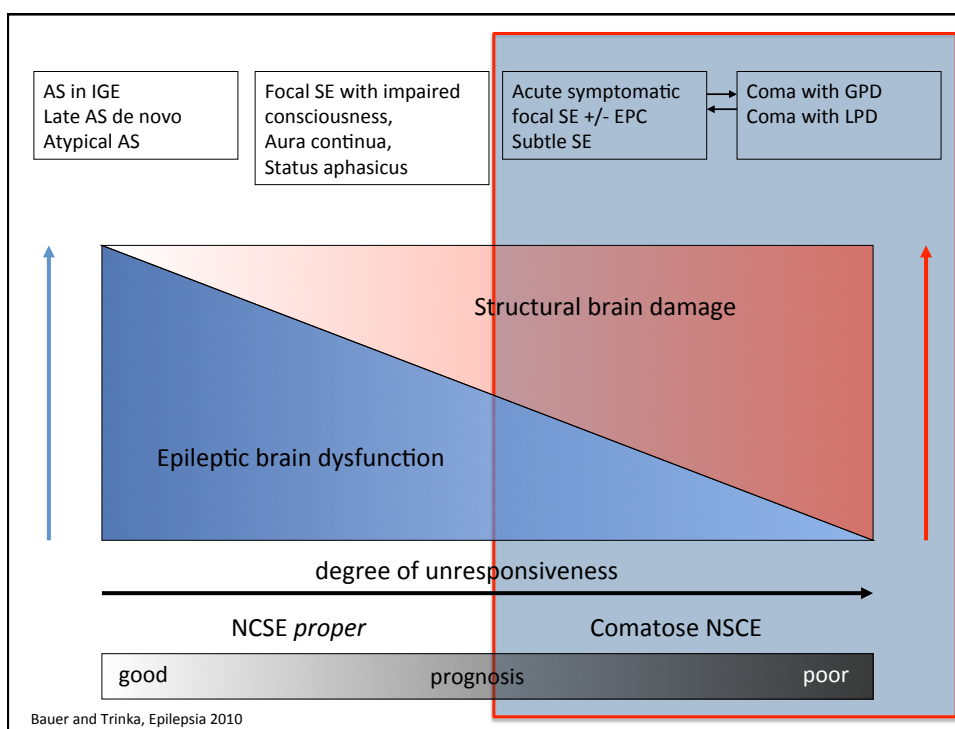 AS in IGE
Late AS de novo
Atypical AS
Focal SE with impaired
consciousness,
Aura continua,
Status aphasicus
Acute symptomatic
focal SE +/- EPC
Subtle SE
Coma with GPD
Coma with LPD
Structural brain damage
Epileptic brain dysfunction
degree of unresponsiveness
NCSE proper
Comatose NSCE
good
prognosis
poor
Bauer and Trinka, Epilepsia 2010